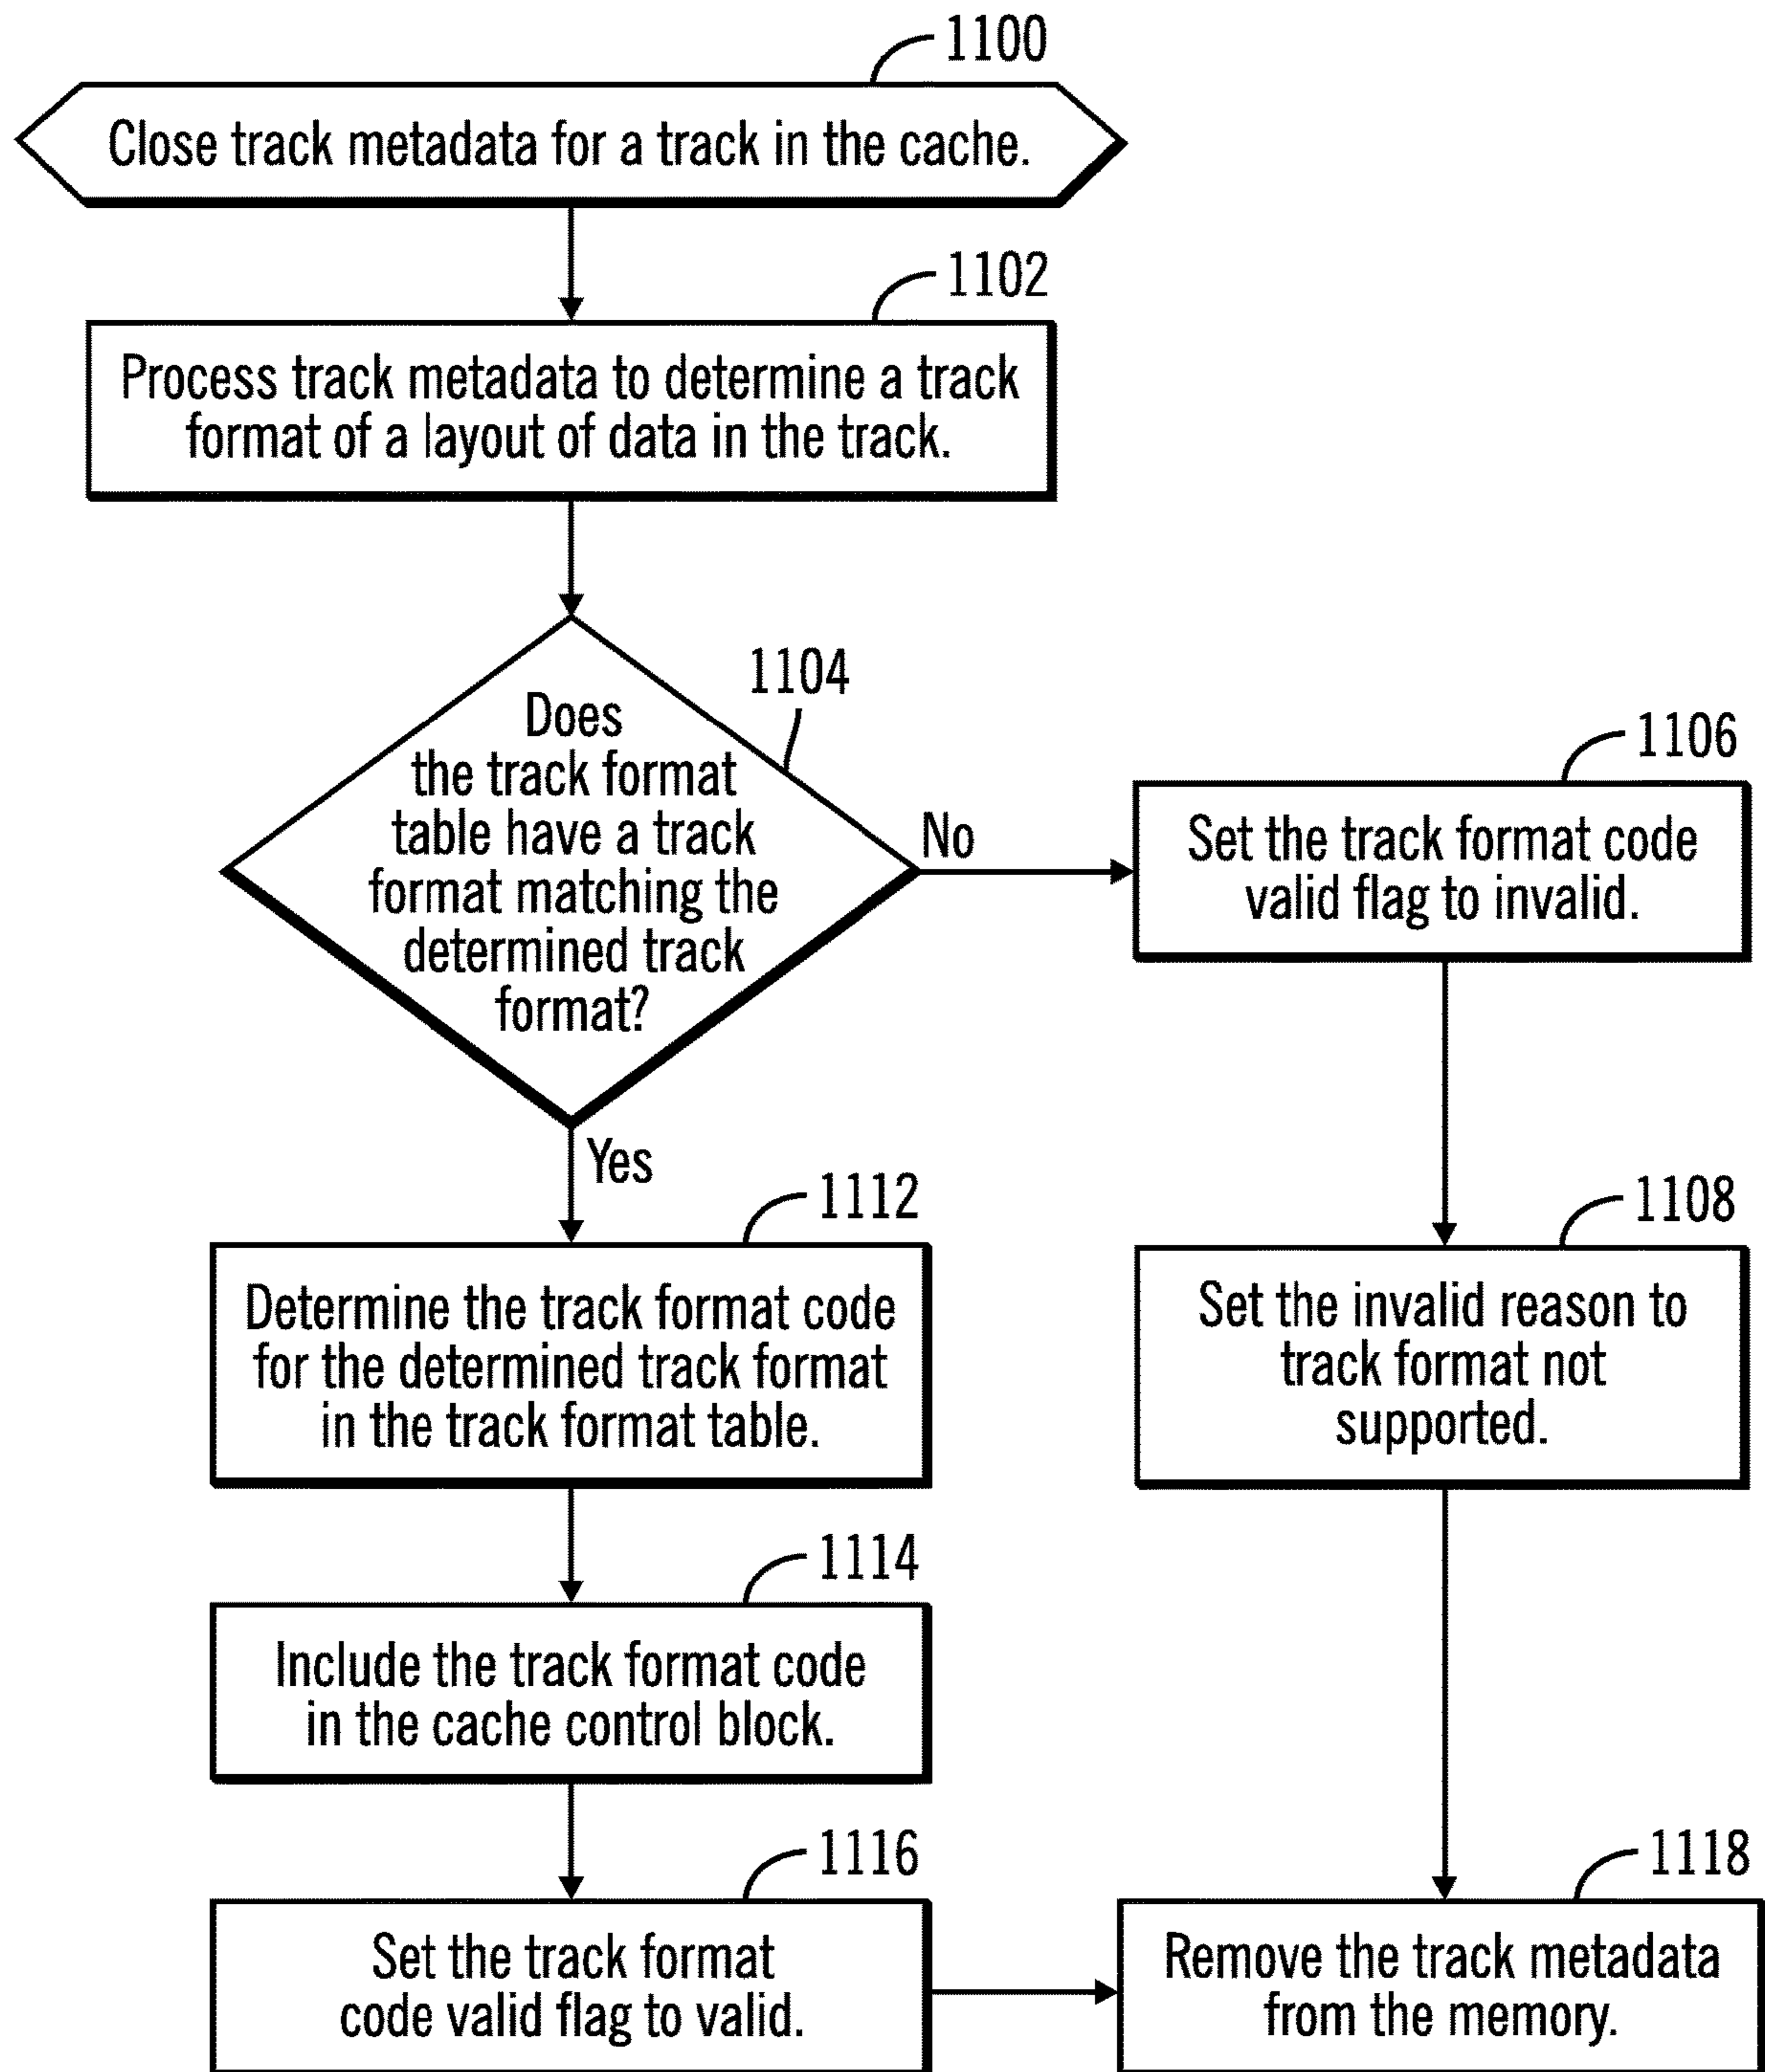 1100
Close track metadata for a track in the cache.
1102
Process track metadata to determine a track
format of a layout of data in the track.
1104
Does
the track format
table have a track
format matching the
determined track
format?
No
Yes
1106
Set the track format code
valid flag to invalid.
1108
Set the invalid reason to
track format not
supported.
1112
Determine the track format code
for the determined track format
in the track format table.
1114
Include the track format code
in the cache control block.
1116
Set the track format
code valid flag to valid.
1118
Remove the track metadata
from the memory.